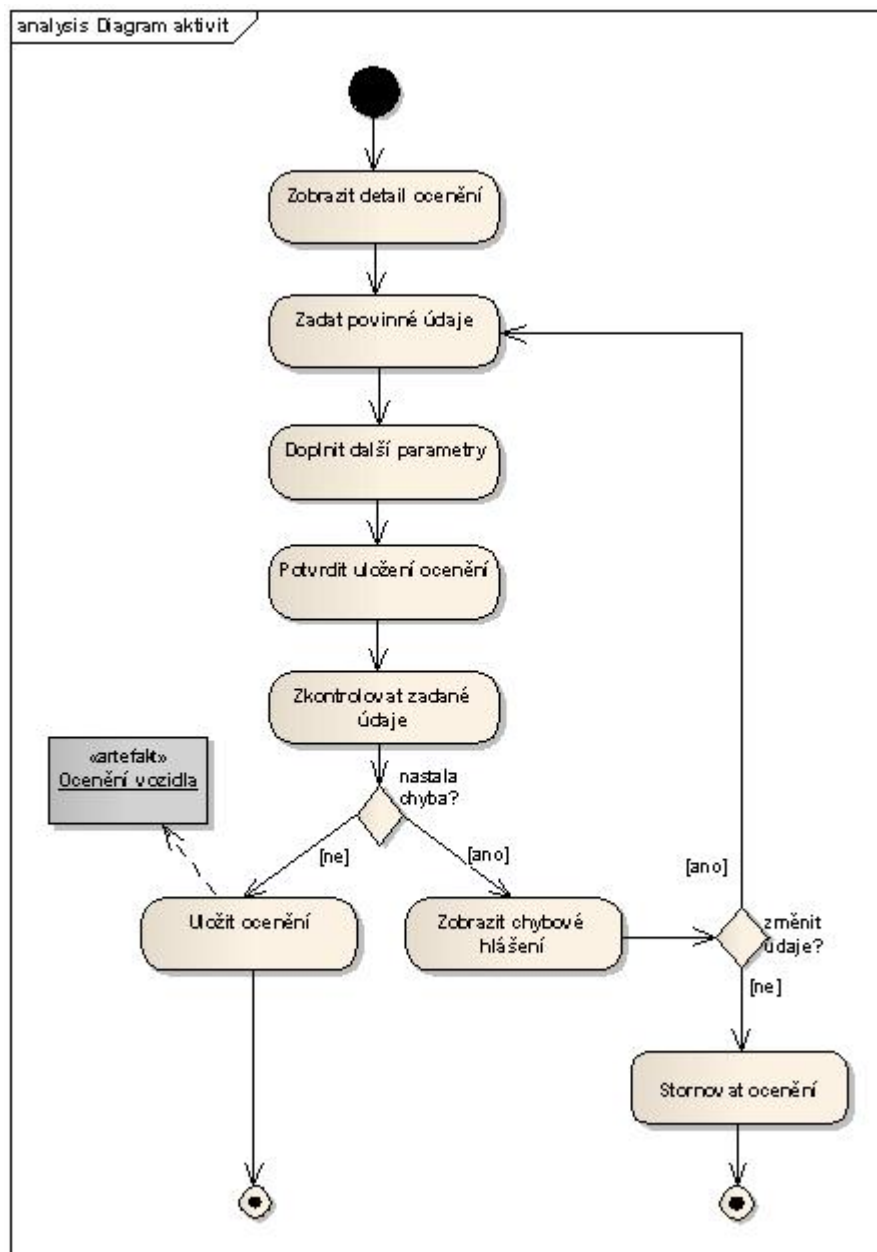 analysis Diagram aktivit
Zobrazit detail ocenění
Zadat povinné údaje
Doplnit další parametry
Potvrdit uložení ocenění
Zkontrolovat zadané
údaje
«artefakt»
Ocenění vozidla
nastala
chyba?
[ne]
[ano]
[ano]
Uložit ocenění
Zobrazit chybové
hlášení
změnit
údaje?
[ne]
Stornovat ocenění